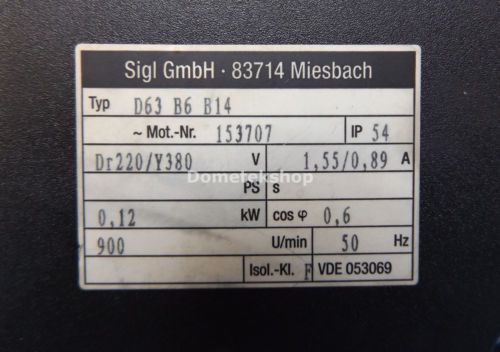 Sigl GmbH · 83714 Miesbach
Typ D63 B6 B14
~ Mot.-Nr. 153707 IP 54
Dr220/Y380 V 1,55/0,89 A
Dometekshop
PS s
0,12 kW cos φ 0,6
900 U/min 50 Hz
Isol.-Kl. F VDE 053069